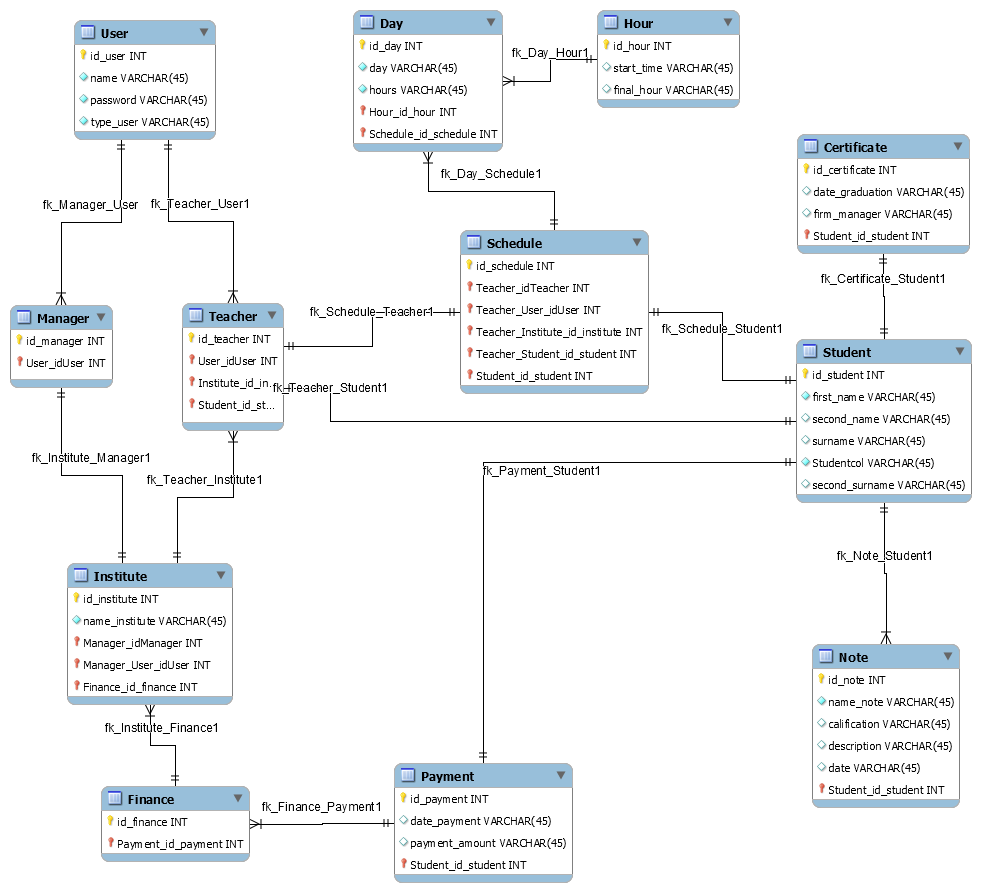 User
id_user INT
name VARCHAR(45)
password VARCHAR(45)
type_user VARCHAR(45)
Day
id_day INT
day VARCHAR(45)
hours VARCHAR(45)
Hour_id_hour INT
Schedule_id_schedule INT
fk_Day_Hour1
Hour
id_hour INT
start_time VARCHAR(45)
final_hour VARCHAR(45)
fk_Day_Schedule1
Certificate
id_certificate INT
date_graduation VARCHAR(45)
firm_manager VARCHAR(45)
Student_id_student INT
fk_Manager_User
fk_Teacher_User1
Schedule
id_schedule INT
Teacher_idTeacher INT
Teacher_User_idUser INT
Teacher_Institute_id_institute INT
Teacher_Student_id_student INT
Student_id_student INT
fk_Certificate_Student1
Manager
id_manager INT
User_idUser INT
Teacher
id_teacher INT
User_idUser INT
Institute_id_in...
Student_id_st...
fk_Schedule_Teacher1
fk_Schedule_Student1
fk_Teacher_Student1
Student
id_student INT
first_name VARCHAR(45)
second_name VARCHAR(45)
surname VARCHAR(45)
Studentcol VARCHAR(45)
second_surname VARCHAR(45)
fk_Institute_Manager1
fk_Teacher_Institute1
fk_Payment_Student1
fk_Note_Student1
Institute
id_institute INT
name_institute VARCHAR(45)
Manager_idManager INT
Manager_User_idUser INT
Finance_id_finance INT
Note
id_note INT
name_note VARCHAR(45)
calification VARCHAR(45)
description VARCHAR(45)
date VARCHAR(45)
Student_id_student INT
fk_Institute_Finance1
Finance
id_finance INT
Payment_id_payment INT
fk_Finance_Payment1
Payment
id_payment INT
date_payment VARCHAR(45)
payment_amount VARCHAR(45)
Student_id_student INT